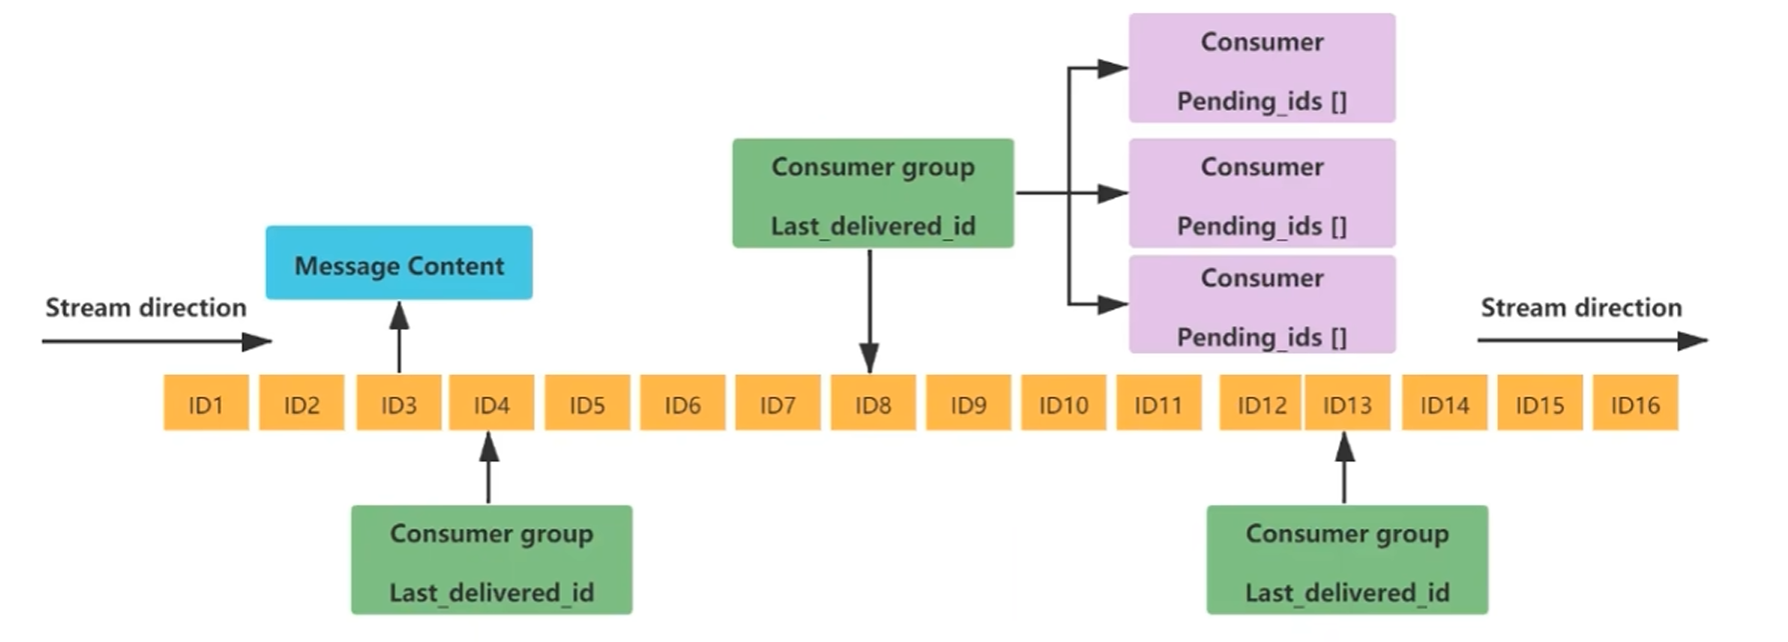 Consumer
Pending_ids []
Consumer group
Last_delivered_id
Consumer
Pending_ids []
Message Content
Consumer
Pending_ids []
Stream direction
Stream direction
ID1 ID2 ID3 ID4 ID5 ID6 ID7 ID8 ID9 ID10 ID11 ID12 ID13 ID14 ID15 ID16
Consumer group
Last_delivered_id
Consumer group
Last_delivered_id